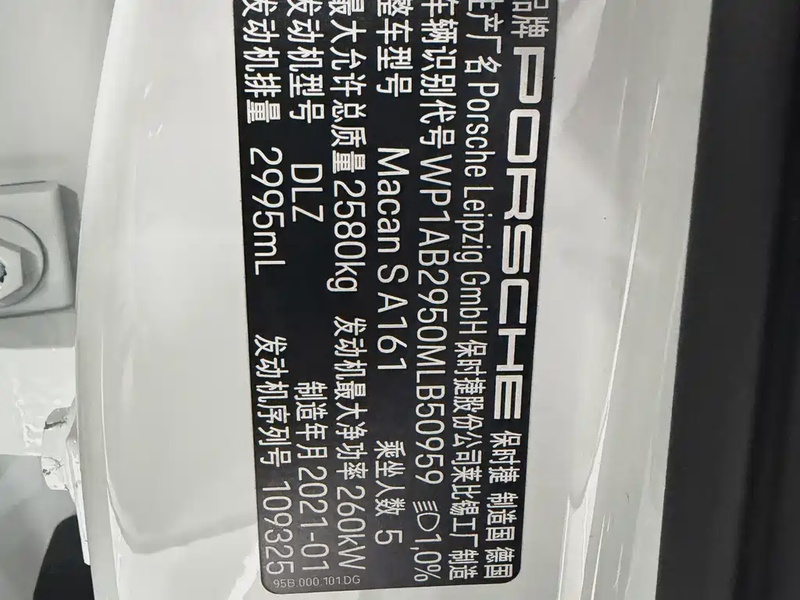 品牌 PORSCHE 保时捷 制造国 德国
生产厂名 Porsche Leipzig GmbH 保时捷股份公司莱比锡工厂制造
车辆识别代号 WP1AB2950MLB50959 1,0%
整车型号 Macan S A161 乘坐人数 5
最大允许总质量 2580kg 发动机最大净功率 260kW
发动机型号 DLZ 制造年月 2021-01
发动机排量 2995mL 发动机序列号 109325
95B.000.101.DG